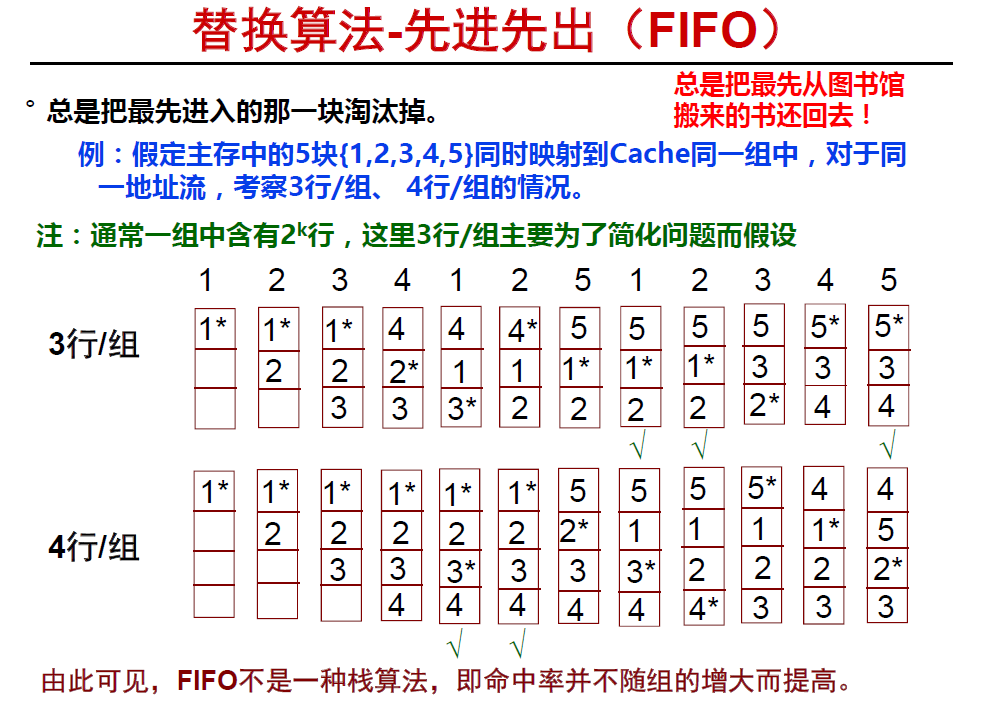 替换算法-先进先出（FIFO）
总是把最先从图书馆
搬来的书还回去！
° 总是把最先进入的那一块淘汰掉。
例：假定主存中的5块{1,2,3,4,5}同时映射到Cache同一组中，对于同
一地址流，考察3行/组、 4行/组的情况。
注：通常一组中含有2ᵏ行，这里3行/组主要为了简化问题而假设
1 2 3 4 1 2 5 1 2 3 4 5
3行/组
1* 1* 1* 4 4 4* 5 5 5 5 5* 5*
2 2 2* 1 1 1* 1* 1* 3 3 3
3 3 3* 2 2 2 2 2* 4 4
√ √ √
4行/组
1* 1* 1* 1* 1* 1* 5 5 5 5* 4 4
2 2 2 2 2 2* 1 1 1 1* 5
3 3 3* 3 3 3* 2 2 2 2*
4 4 4 4 4 4* 3 3 3
√ √
由此可见，FIFO不是一种栈算法，即命中率并不随组的增大而提高。